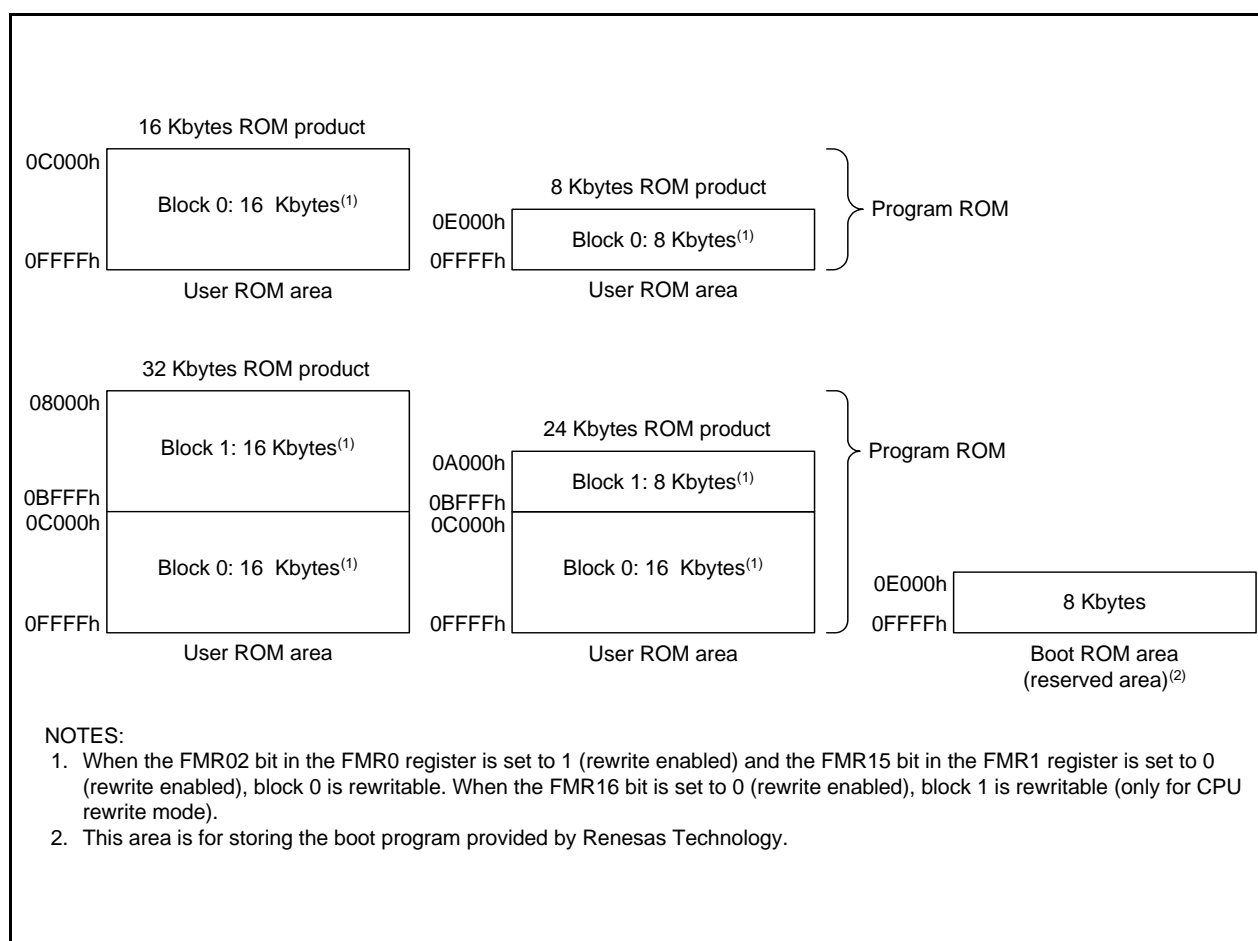 16 Kbytes ROM product
0C000h
Block 0: 16 Kbytes(1)
0FFFFh
User ROM area
8 Kbytes ROM product
0E000h
Block 0: 8 Kbytes(1)
0FFFFh
User ROM area
Program ROM
32 Kbytes ROM product
08000h
Block 1: 16 Kbytes(1)
0BFFFh
0C000h
Block 0: 16 Kbytes(1)
0FFFFh
User ROM area
24 Kbytes ROM product
0A000h
Block 1: 8 Kbytes(1)
0BFFFh
0C000h
Block 0: 16 Kbytes(1)
0FFFFh
User ROM area
Program ROM
0E000h
8 Kbytes
0FFFFh
Boot ROM area
(reserved area)(2)
NOTES:
1. When the FMR02 bit in the FMR0 register is set to 1 (rewrite enabled) and the FMR15 bit in the FMR1 register is set to 0
(rewrite enabled), block 0 is rewritable. When the FMR16 bit is set to 0 (rewrite enabled), block 1 is rewritable (only for CPU
rewrite mode).
2. This area is for storing the boot program provided by Renesas Technology.